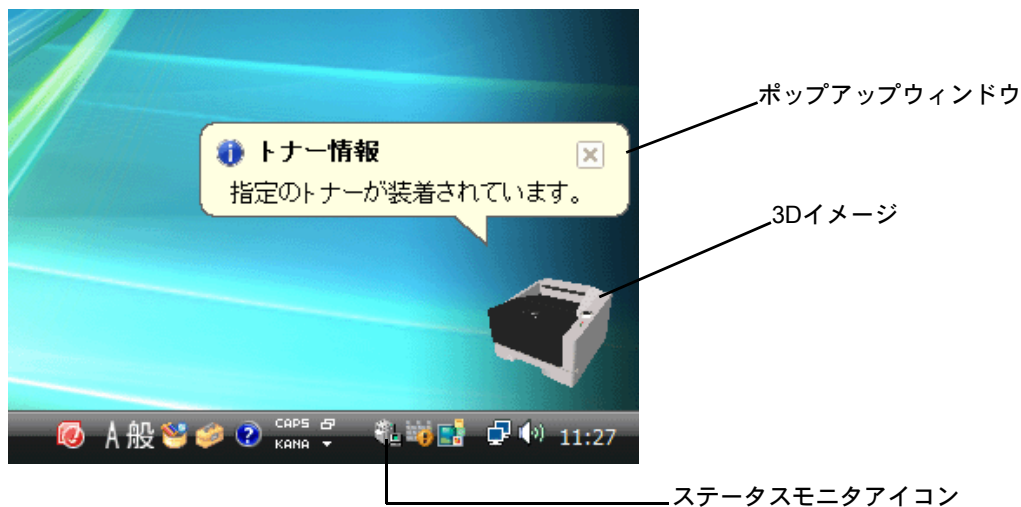 ポップアップウィンドウ
トナー情報
指定のトナーが装着されています。
3Dイメージ
A 般 CAPS KANA 11:27
ステータスモニタアイコン